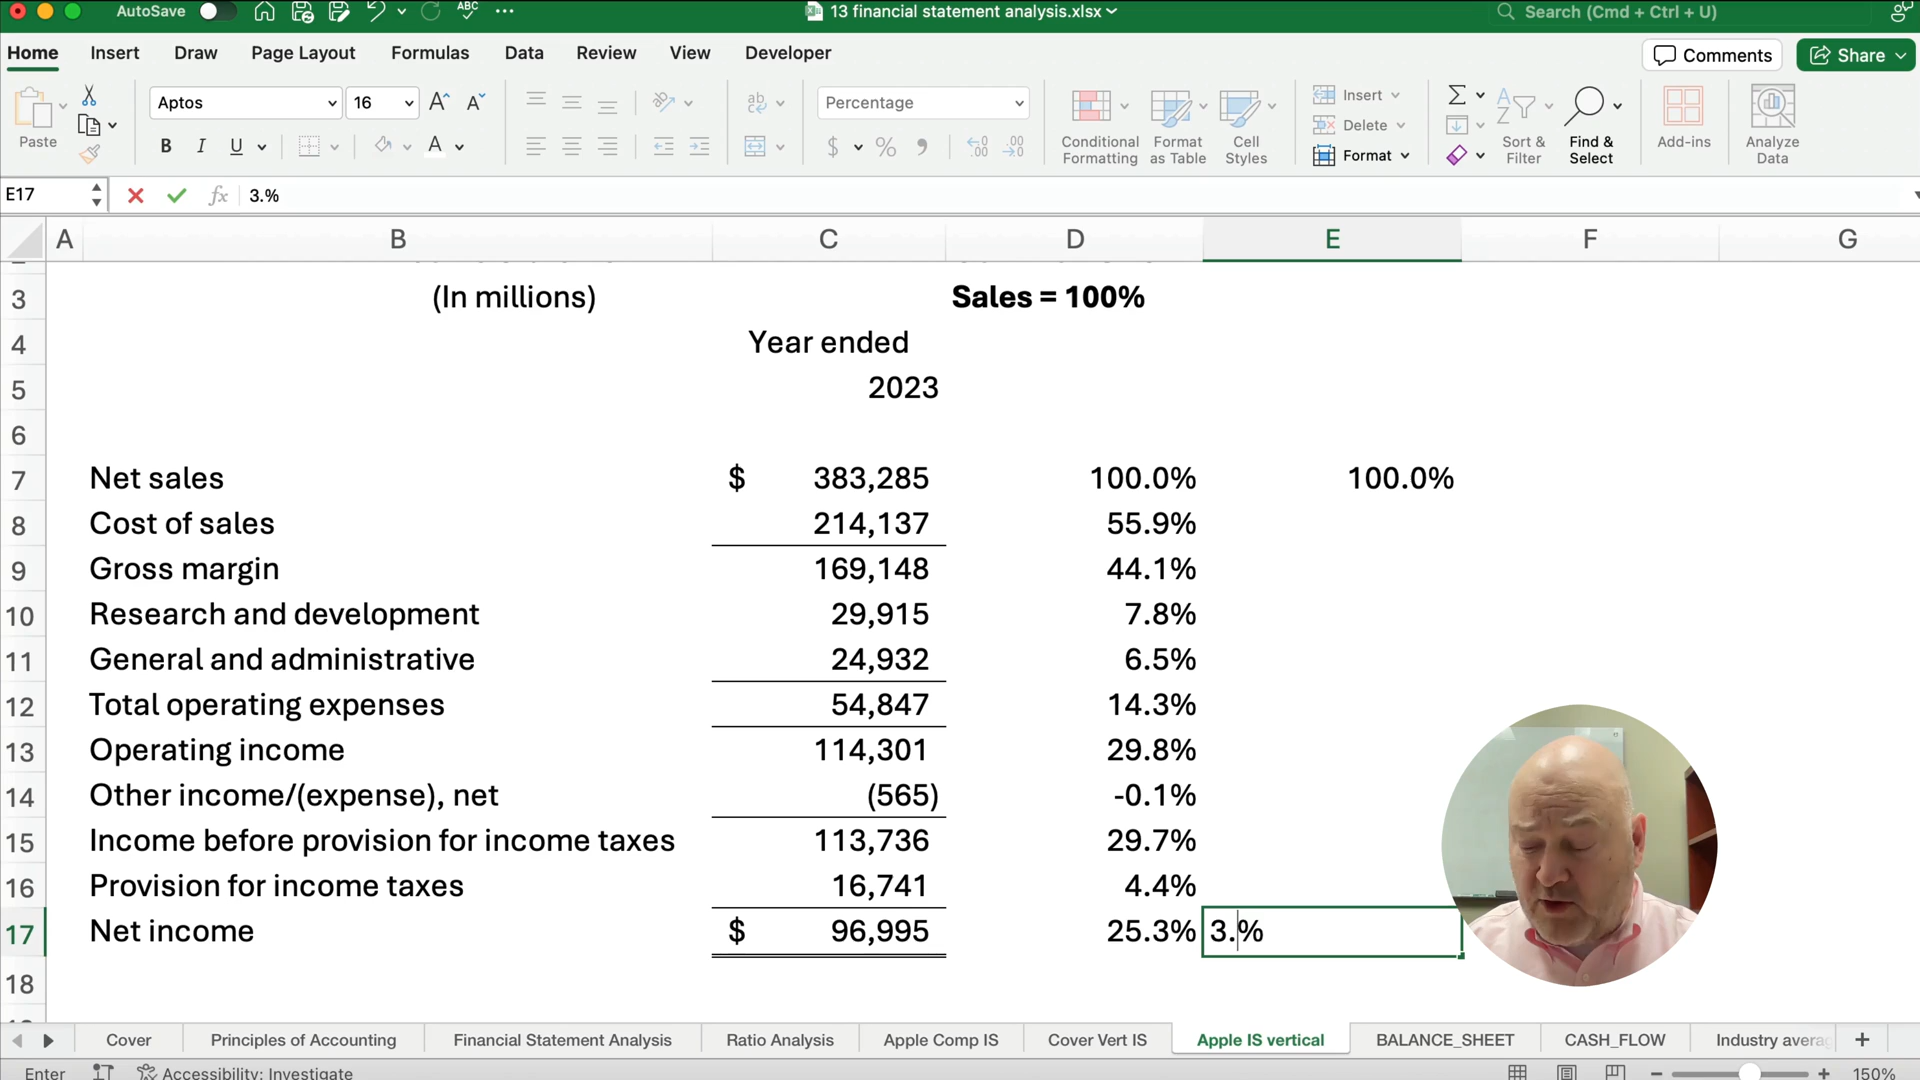 AutoSave
ABC
13 financial statement analysis.xlsx
Search (Cmd + Ctrl + U)
Home Insert Draw Page Layout Formulas Data Review View Developer
Comments Share
Paste
Aptos 16
B I U A
ab
Percentage
$ % 9
Conditional Formatting
Format as Table
Cell Styles
Insert
Delete
Format
Sort & Filter
Find & Select
Add-ins
Analyze Data
E17 fx 3.%
A B C D E F G
3 (In millions) Sales = 100%
4 Year ended
5 2023
6
7 Net sales $ 383,285 100.0% 100.0%
8 Cost of sales 214,137 55.9%
9 Gross margin 169,148 44.1%
10 Research and development 29,915 7.8%
11 General and administrative 24,932 6.5%
12 Total operating expenses 54,847 14.3%
13 Operating income 114,301 29.8%
14 Other income/(expense), net (565) -0.1%
15 Income before provision for income taxes 113,736 29.7%
16 Provision for income taxes 16,741 4.4%
17 Net income $ 96,995 25.3% 3.%
18
Cover Principles of Accounting Financial Statement Analysis Ratio Analysis Apple Comp IS Cover Vert IS Apple IS vertical BALANCE_SHEET CASH_FLOW Industry avera
Enter Accessibility: Investigate 150%